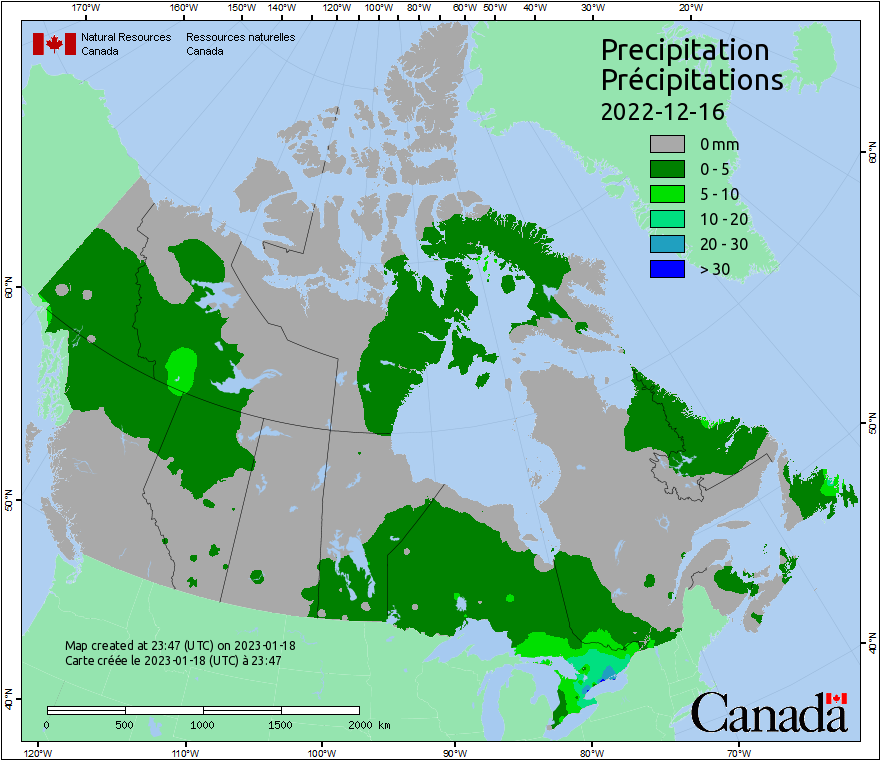 170°W 160°W 150°W 140°W 130°W 120°W 110°W 100°W 90°W 80°W 70°W 60°W 50°W 40°W 30°W 20°W
Natural Resources Canada
Ressources naturelles Canada
Precipitation
Précipitations
2022-12-16
0 mm
0 - 5
5 - 10
10 - 20
20 - 30
> 30
60°N
60°N
50°N
50°N
40°N
40°N
Map created at 23:47 (UTC) on 2023-01-18
Carte créée le 2023-01-18 (UTC) à 23:47
0 500 1000 1500 2000 km
Canada
120°W 110°W 100°W 90°W 80°W 70°W